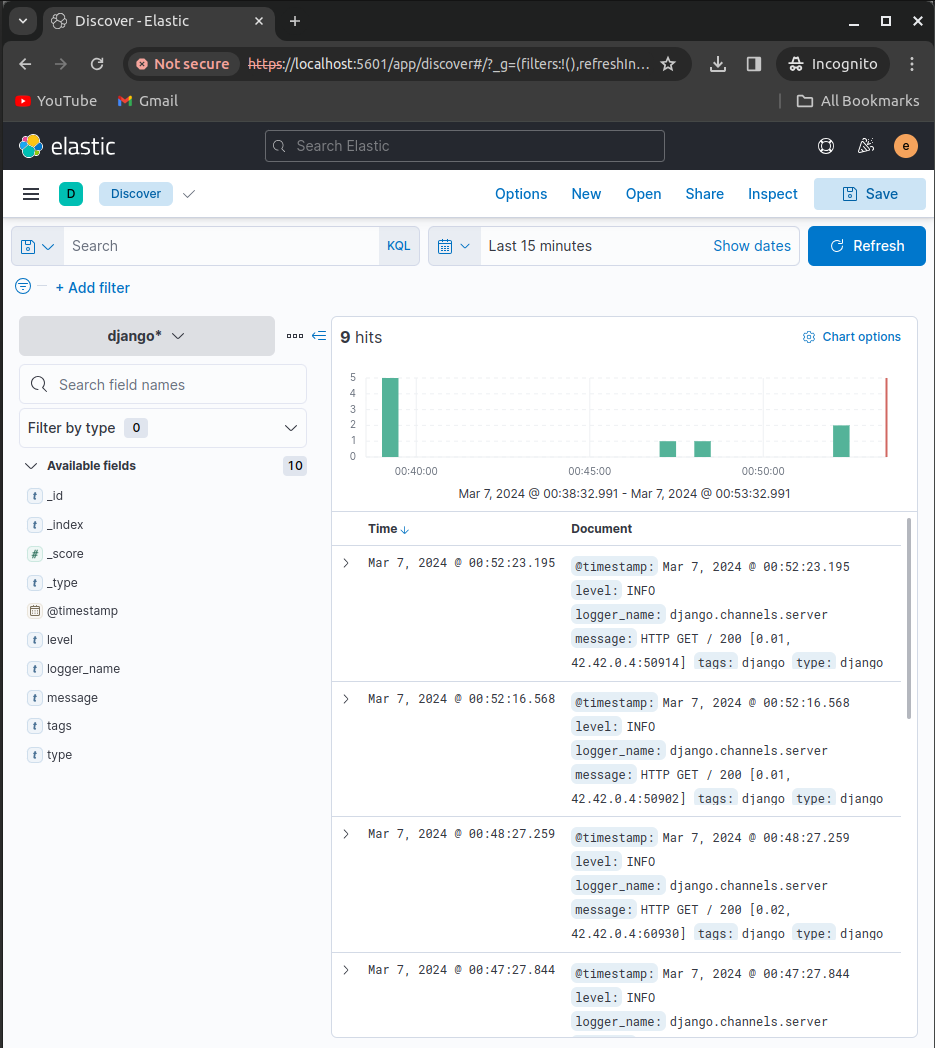 Discover - Elastic
Not secure https://localhost:5601/app/discover#/?_g=(filters:!(),refreshIn... Incognito
YouTube Gmail All Bookmarks
elastic Search Elastic e
D Discover Options New Open Share Inspect Save
Search KQL Last 15 minutes Show dates Refresh
+ Add filter
django*
Search field names
Filter by type 0
Available fields 10
t _id
t _index
# _score
t _type
@timestamp
t level
t logger_name
t message
t tags
t type
9 hits Chart options
5
4
3
2
1
0
00:40:00 00:45:00 00:50:00
Mar 7, 2024 @ 00:38:32.991 - Mar 7, 2024 @ 00:53:32.991
Time Document
Mar 7, 2024 @ 00:52:23.195 @timestamp: Mar 7, 2024 @ 00:52:23.195
level: INFO
logger_name: django.channels.server
message: HTTP GET / 200 [0.01,
42.42.0.4:50914] tags: django type: django
Mar 7, 2024 @ 00:52:16.568 @timestamp: Mar 7, 2024 @ 00:52:16.568
level: INFO
logger_name: django.channels.server
message: HTTP GET / 200 [0.01,
42.42.0.4:50902] tags: django type: django
Mar 7, 2024 @ 00:48:27.259 @timestamp: Mar 7, 2024 @ 00:48:27.259
level: INFO
logger_name: django.channels.server
message: HTTP GET / 200 [0.02,
42.42.0.4:60930] tags: django type: django
Mar 7, 2024 @ 00:47:27.844 @timestamp: Mar 7, 2024 @ 00:47:27.844
level: INFO
logger_name: django.channels.server